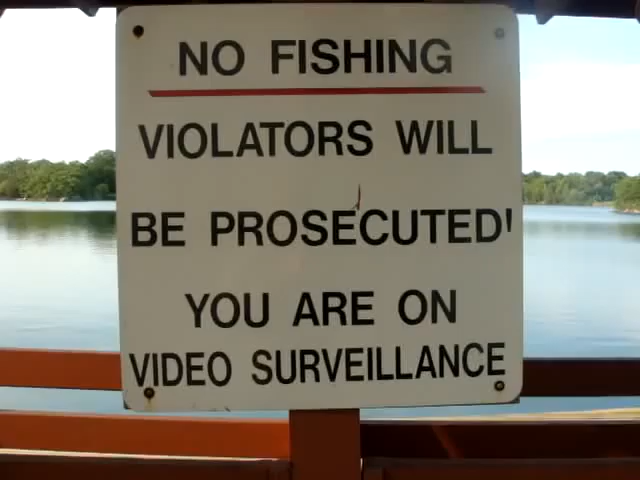 NO FISHING
VIOLATORS WILL
BE PROSECUTED!
YOU ARE ON
VIDEO SURVEILLANCE